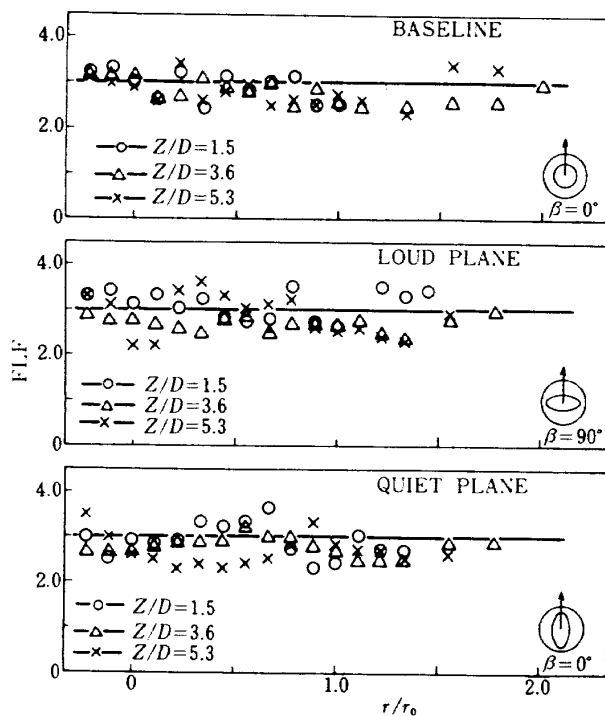 4.0
BASELINE
2.0
Z/D=1.5
Z/D=3.6
Z/D=5.3
β=0°
0
4.0
LOUD PLANE
FLF
2.0
Z/D=1.5
Z/D=3.6
Z/D=5.3
β=90°
0
4.0
QUIET PLANE
2.0
Z/D=1.5
Z/D=3.6
Z/D=5.3
β=0°
0
0
1.0
2.0
r/r₀